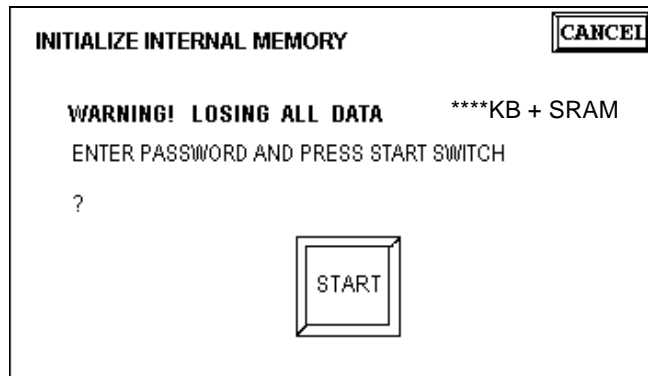 INITIALIZE INTERNAL MEMORY CANCEL
WARNING! LOSING ALL DATA ****KB + SRAM
ENTER PASSWORD AND PRESS START SWITCH
?
START